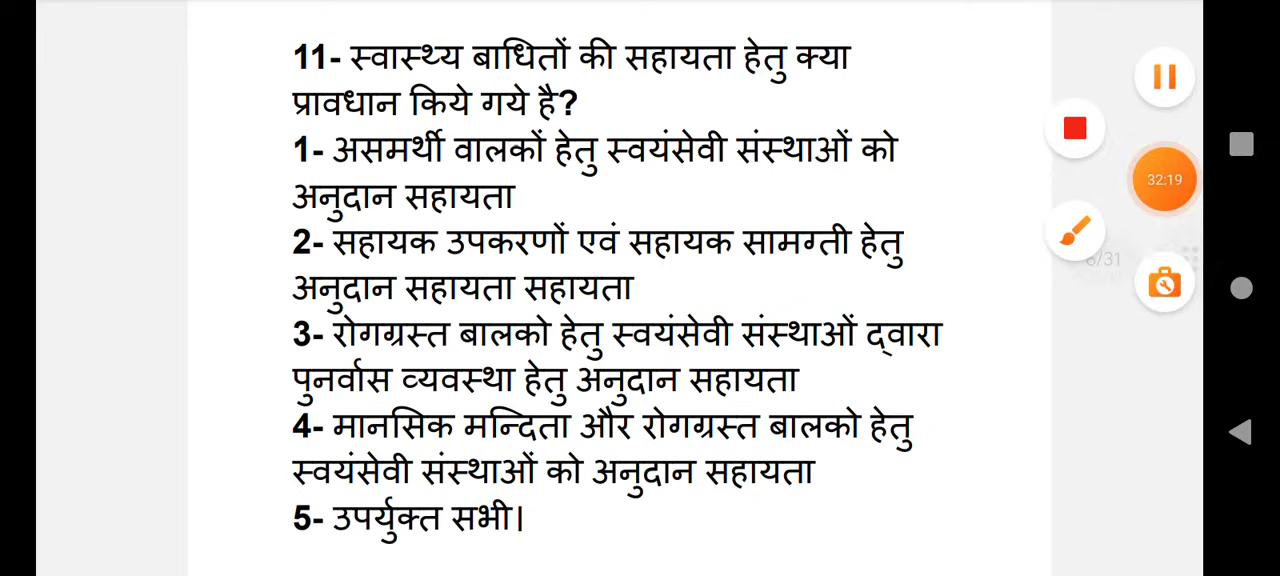 11- स्वास्थ्य बाधितों की सहायता हेतु क्या
प्रावधान किये गये है?
1- असमर्थी वालकों हेतु स्वयंसेवी संस्थाओं को
अनुदान सहायता
2- सहायक उपकरणों एवं सहायक सामग्ती हेतु
अनुदान सहायता सहायता
3- रोगग्रस्त बालको हेतु स्वयंसेवी संस्थाओं द्वारा
पुनर्वास व्यवस्था हेतु अनुदान सहायता
4- मानसिक मन्दिता और रोगग्रस्त बालको हेतु
स्वयंसेवी संस्थाओं को अनुदान सहायता
5- उपर्युक्त सभी।
32:19
6/31